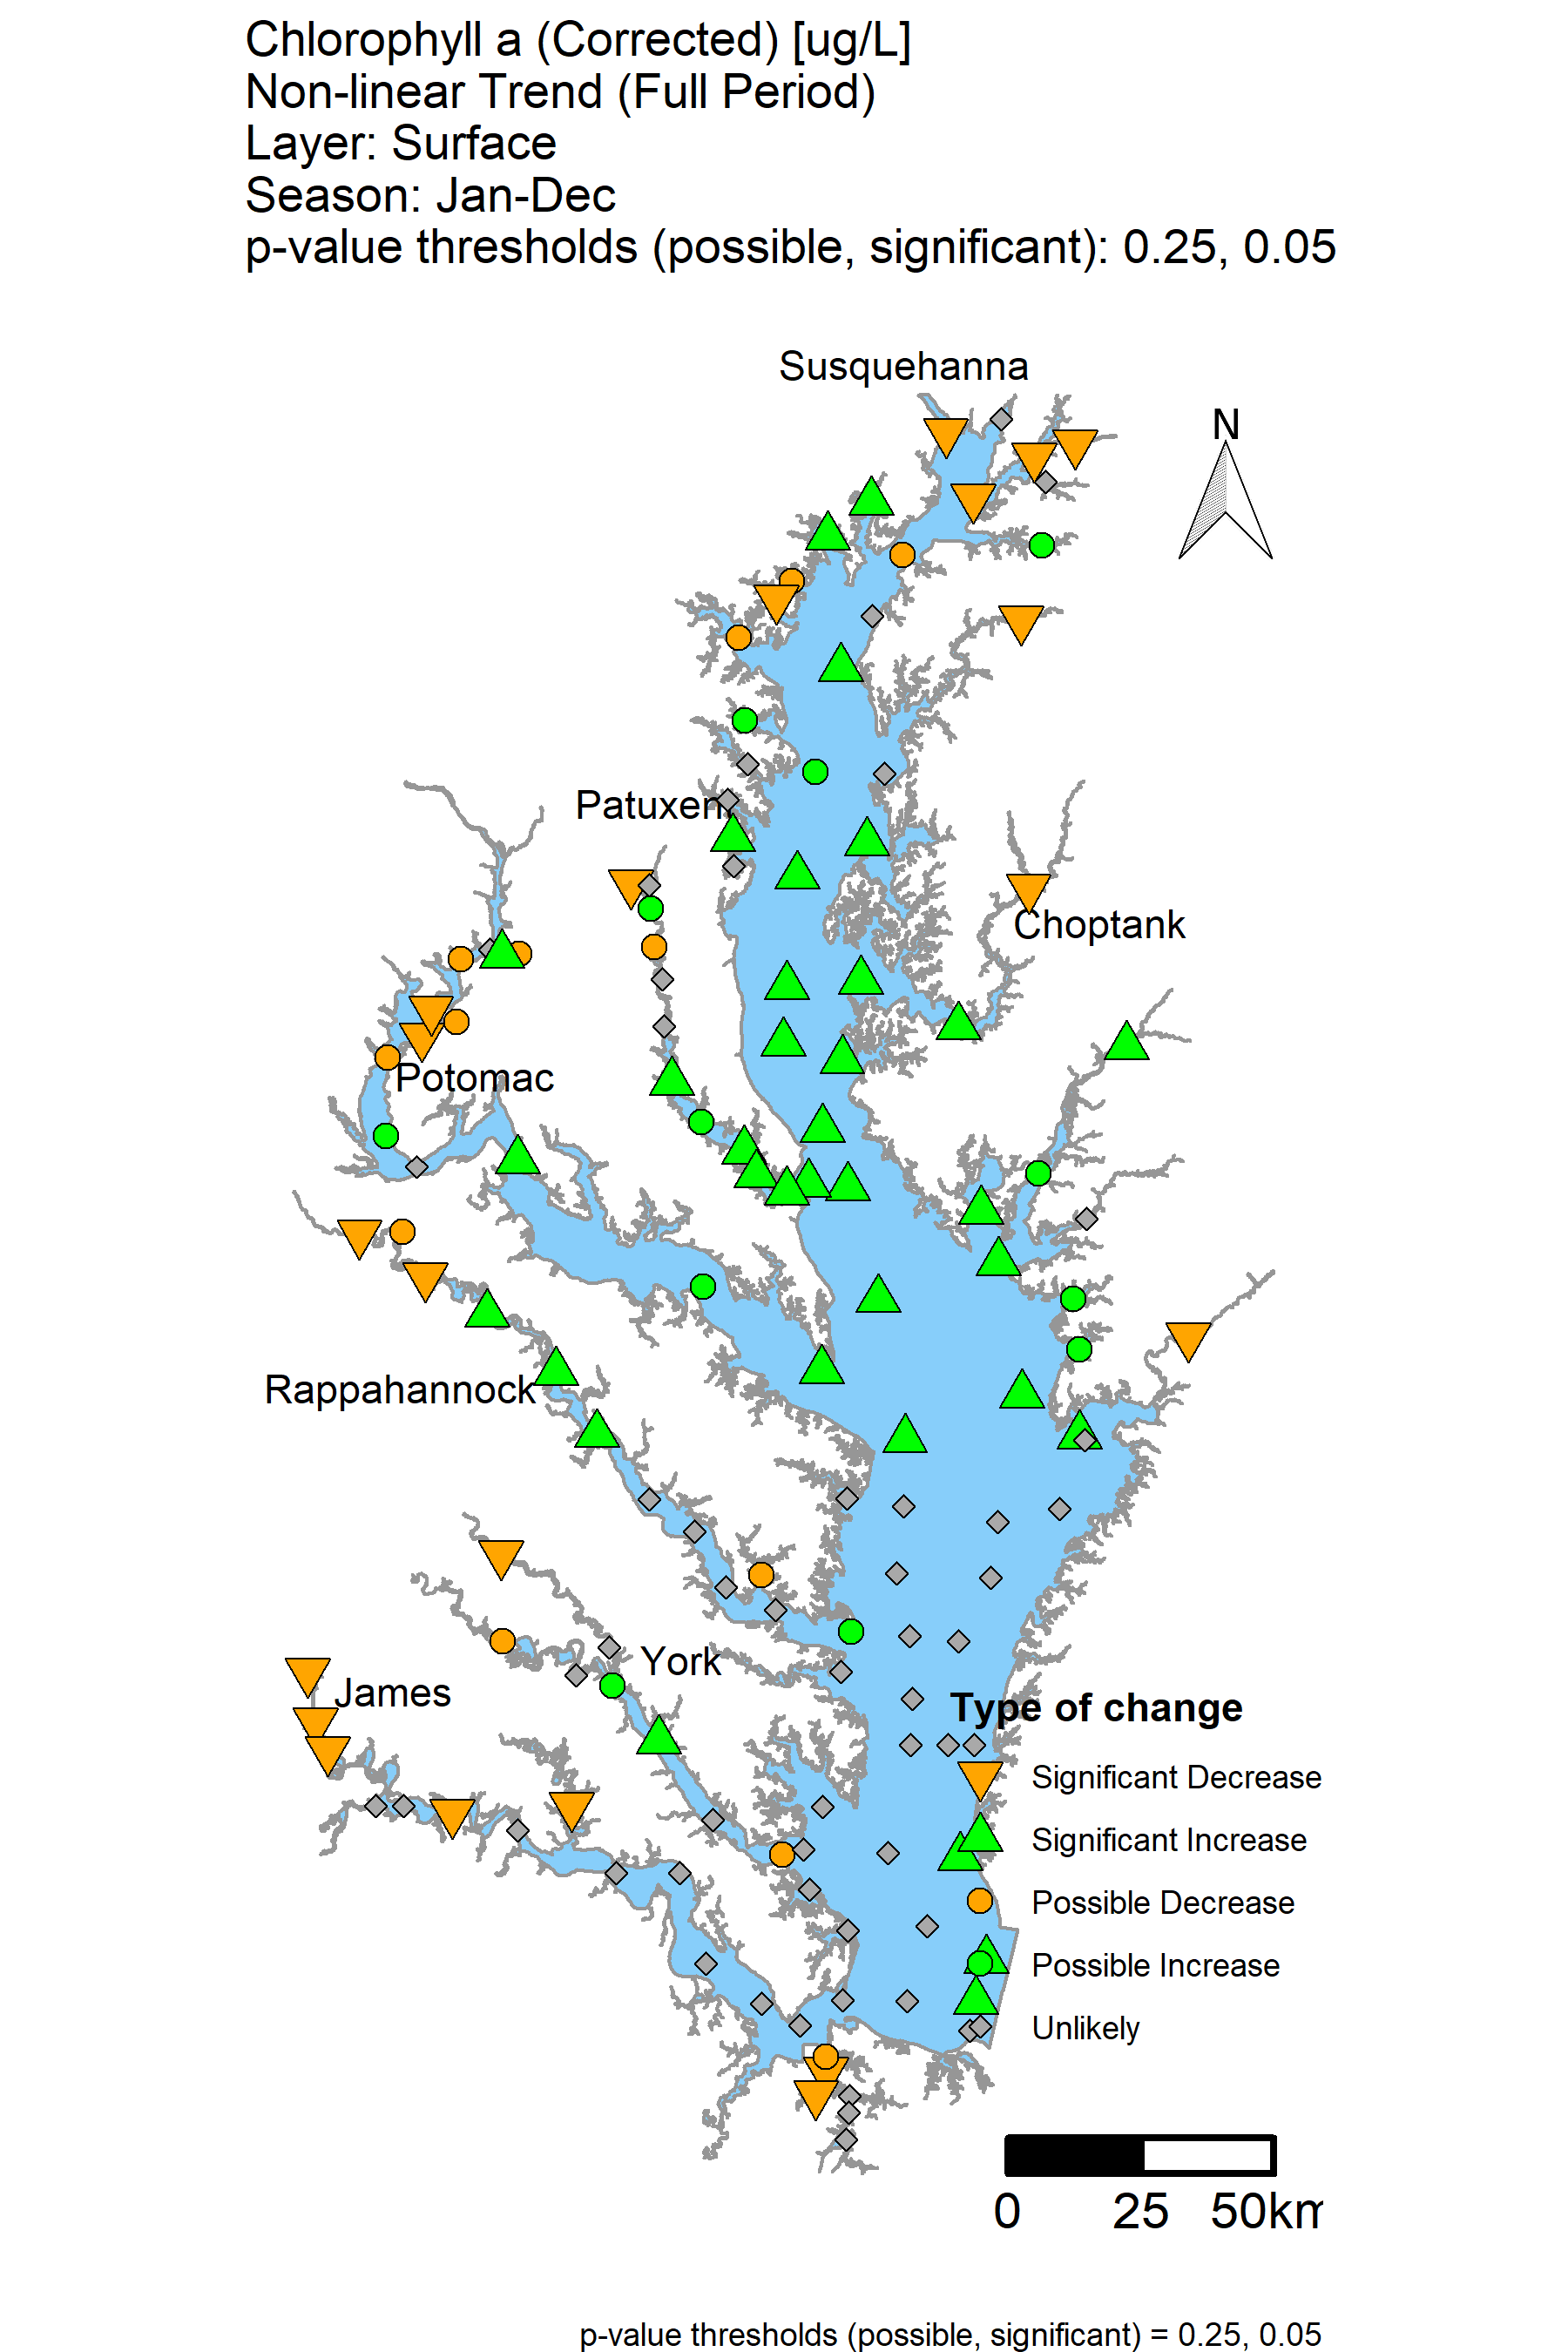 Chlorophyll a (Corrected) [ug/L]
Non-linear Trend (Full Period)
Layer: Surface
Season: Jan-Dec
p-value thresholds (possible, significant): 0.25, 0.05
Susquehanna
N
Patuxen
Choptank
Potomac
Rappahannock
York
James
Type of change
Significant Decrease
Significant Increase
Possible Decrease
Possible Increase
Unlikely
0 25 50km
p-value thresholds (possible, significant) = 0.25, 0.05